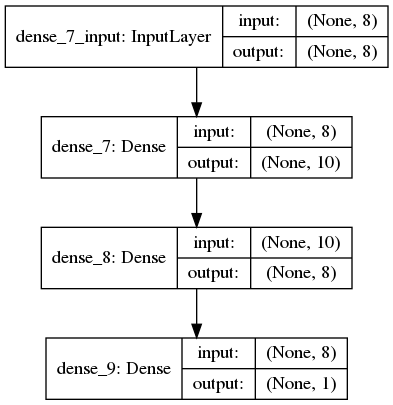 dense_7_input: InputLayer
input: (None, 8)
output: (None, 8)
dense_7: Dense
input: (None, 8)
output: (None, 10)
dense_8: Dense
input: (None, 10)
output: (None, 8)
dense_9: Dense
input: (None, 8)
output: (None, 1)